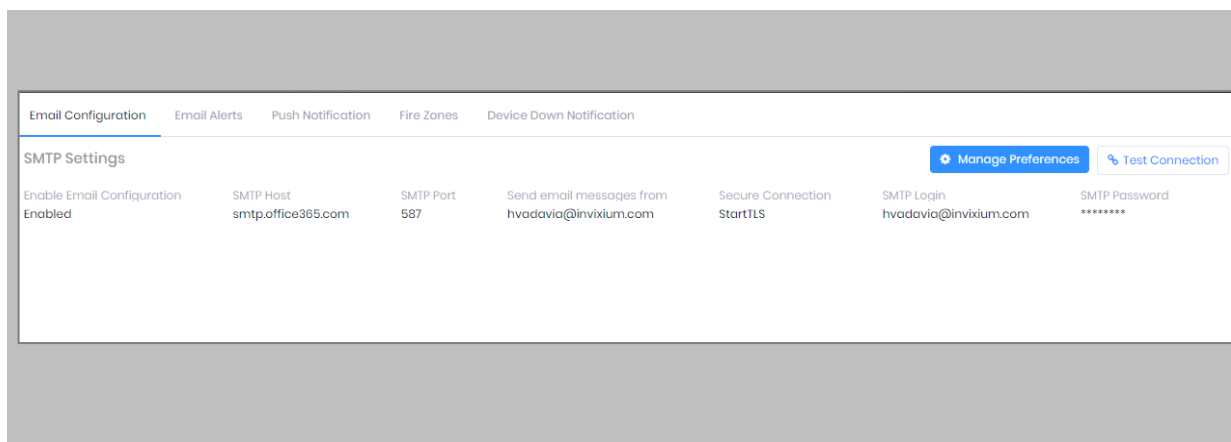 Email Configuration Email Alerts Push Notification Fire Zones Device Down Notification
SMTP Settings Manage Preferences Test Connection
Enable Email Configuration SMTP Host SMTP Port Send email messages from Secure Connection SMTP Login SMTP Password
Enabled smtp.office365.com 587 hvadavia@invixium.com StartTLS hvadavia@invixium.com ********